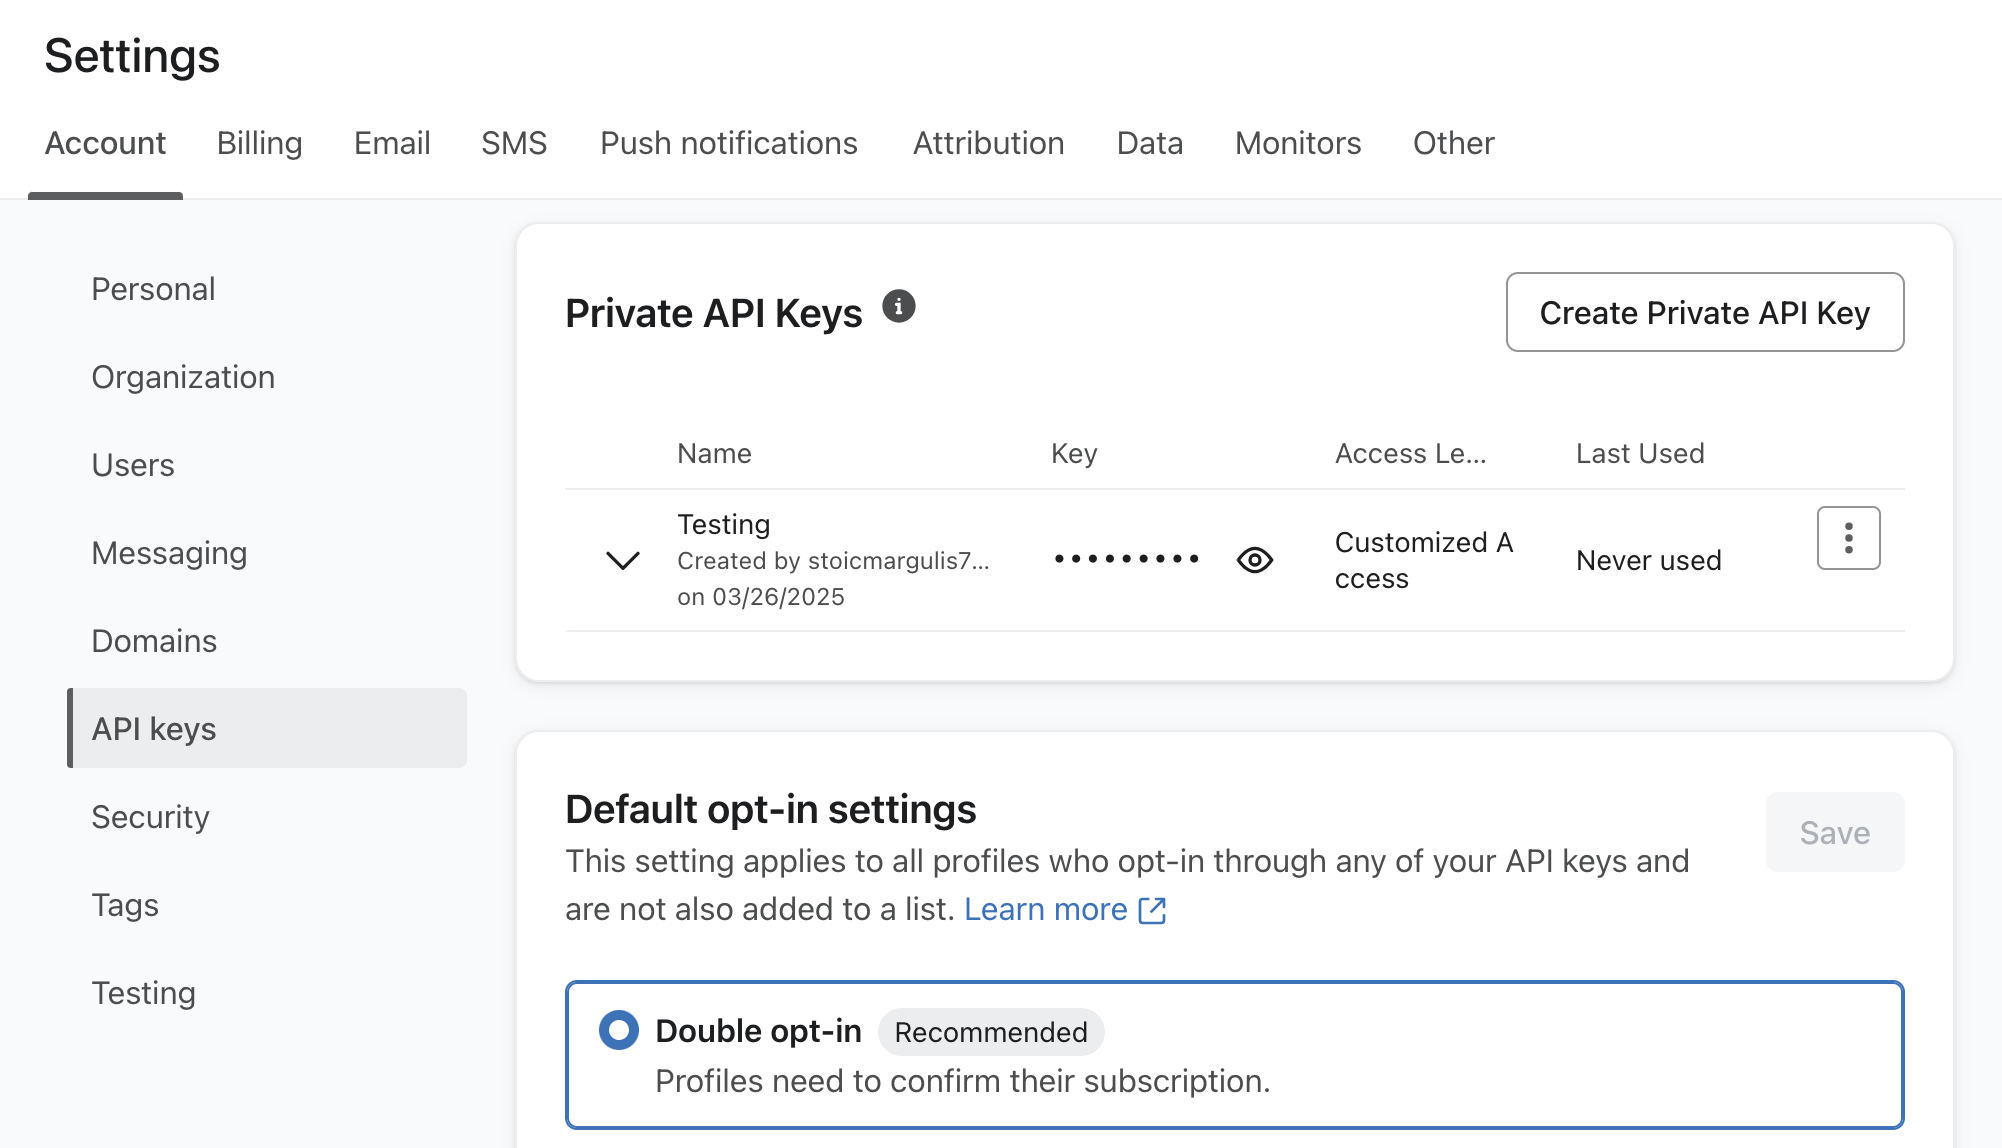 Settings
Account Billing Email SMS Push notifications Attribution Data Monitors Other
Personal
Organization
Users
Messaging
Domains
API keys
Security
Tags
Testing
Private API Keys
Create Private API Key
Name Key Access Le... Last Used
Testing
Created by stoicmargulis7...
on 03/26/2025
•••••••••
Customized A
ccess
Never used
Default opt-in settings
Save
This setting applies to all profiles who opt-in through any of your API keys and
are not also added to a list. Learn more
Double opt-in Recommended
Profiles need to confirm their subscription.